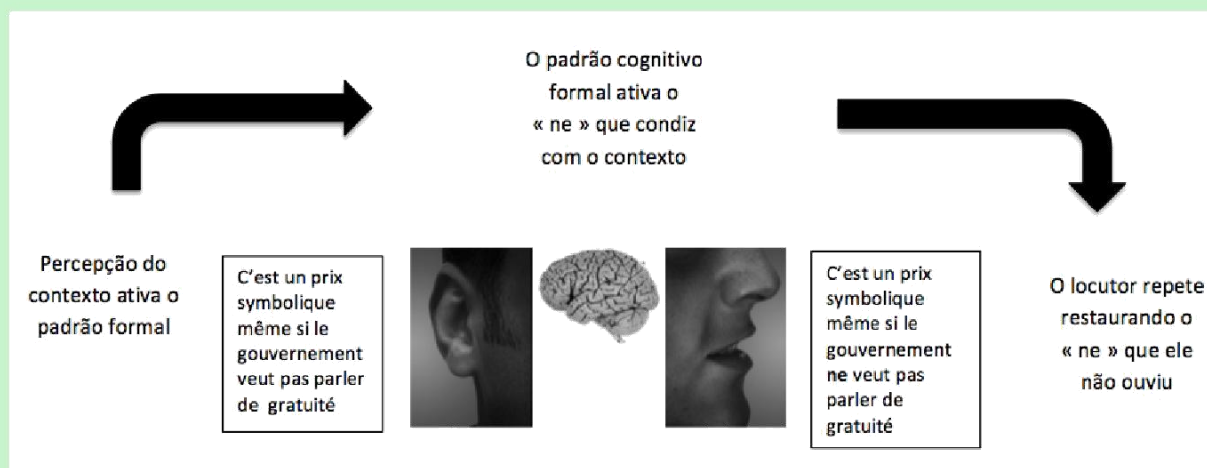 O padrão cognitivo
formal ativa o
« ne » que condiz
com o contexto
Percepção do
contexto ativa o
padrão formal
C’est un prix
symbolique
même si le
gouvernement
veut pas parler
de gratuité
C’est un prix
symbolique
même si le
gouvernement
ne veut pas
parler de
gratuité
O locutor repete
restaurando o
« ne » que ele
não ouviu